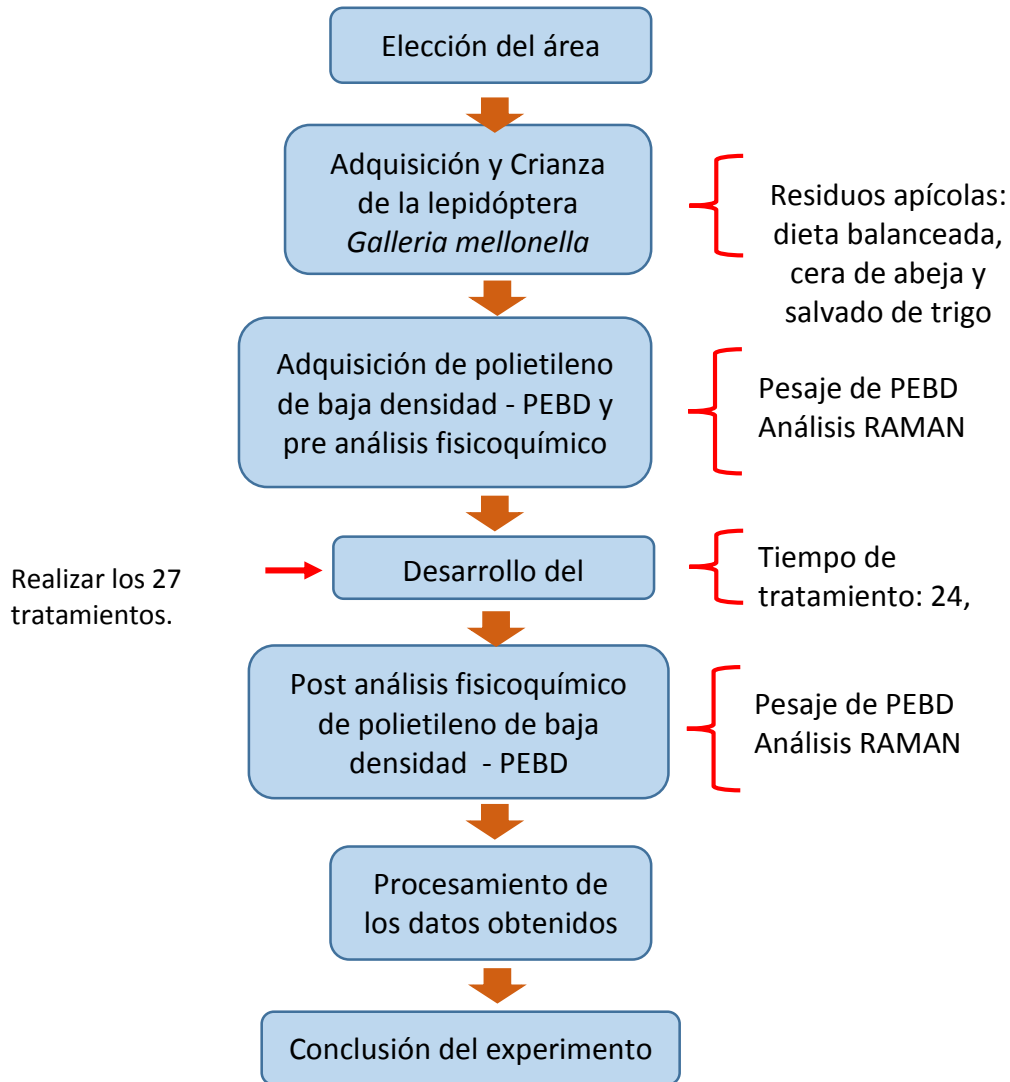 Elección del área
Adquisición y Crianza
de la lepidóptera
Galleria mellonella
Residuos apícolas:
dieta balanceada,
cera de abeja y
salvado de trigo
Adquisición de polietileno
de baja densidad - PEBD y
pre análisis fisicoquímico
Pesaje de PEBD
Análisis RAMAN
Realizar los 27
tratamientos.
Desarrollo del
Tiempo de
tratamiento: 24,
Post análisis fisicoquímico
de polietileno de baja
densidad - PEBD
Pesaje de PEBD
Análisis RAMAN
Procesamiento de
los datos obtenidos
Conclusión del experimento